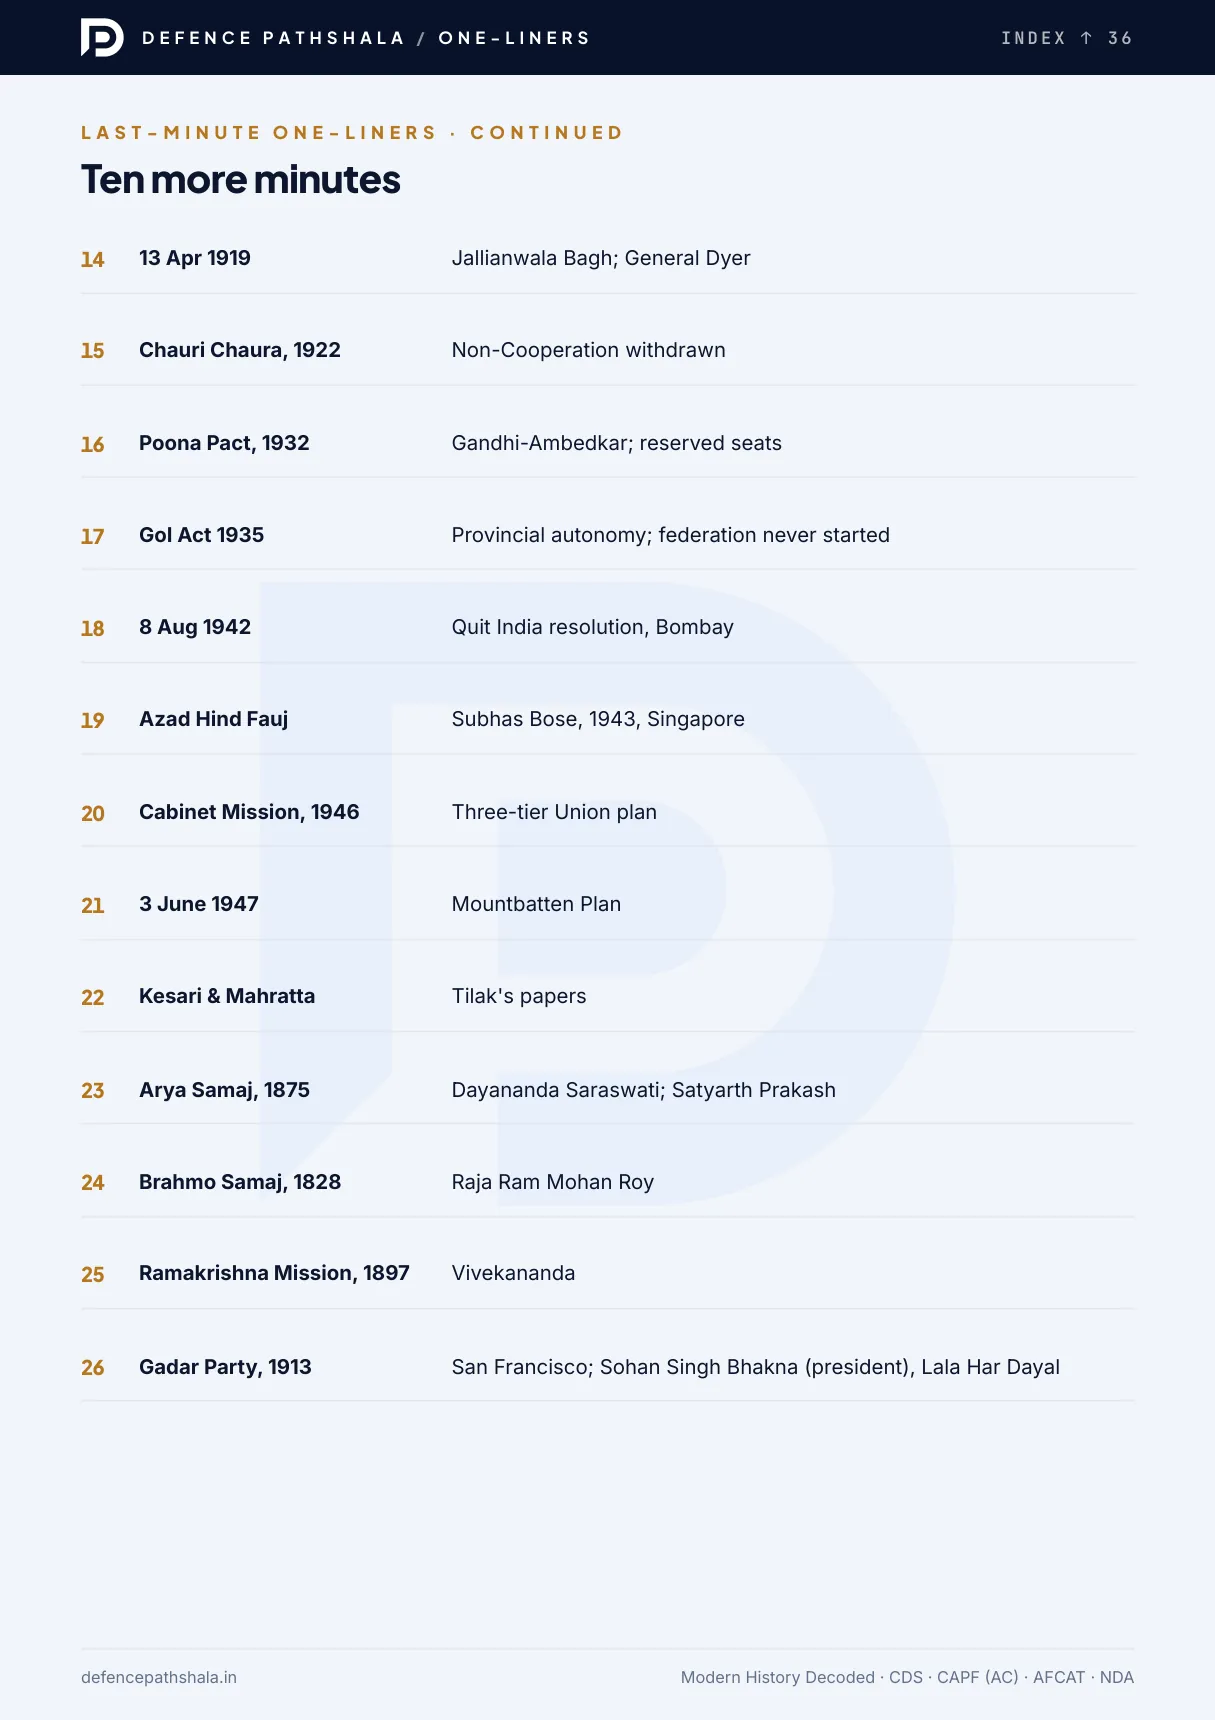 DEFENCE PATHSHALA / ONE-LINERS
INDEX ↑ 36
LAST-MINUTE ONE-LINERS · CONTINUED
Ten more minutes
14 13 Apr 1919 Jallianwala Bagh; General Dyer
15 Chauri Chaura, 1922 Non-Cooperation withdrawn
16 Poona Pact, 1932 Gandhi-Ambedkar; reserved seats
17 GoI Act 1935 Provincial autonomy; federation never started
18 8 Aug 1942 Quit India resolution, Bombay
19 Azad Hind Fauj Subhas Bose, 1943, Singapore
20 Cabinet Mission, 1946 Three-tier Union plan
21 3 June 1947 Mountbatten Plan
22 Kesari & Mahratta Tilak's papers
23 Arya Samaj, 1875 Dayananda Saraswati; Satyarth Prakash
24 Brahmo Samaj, 1828 Raja Ram Mohan Roy
25 Ramakrishna Mission, 1897 Vivekananda
26 Gadar Party, 1913 San Francisco; Sohan Singh Bhakna (president), Lala Har Dayal
defencepathshala.in
Modern History Decoded · CDS · CAPF (AC) · AFCAT · NDA